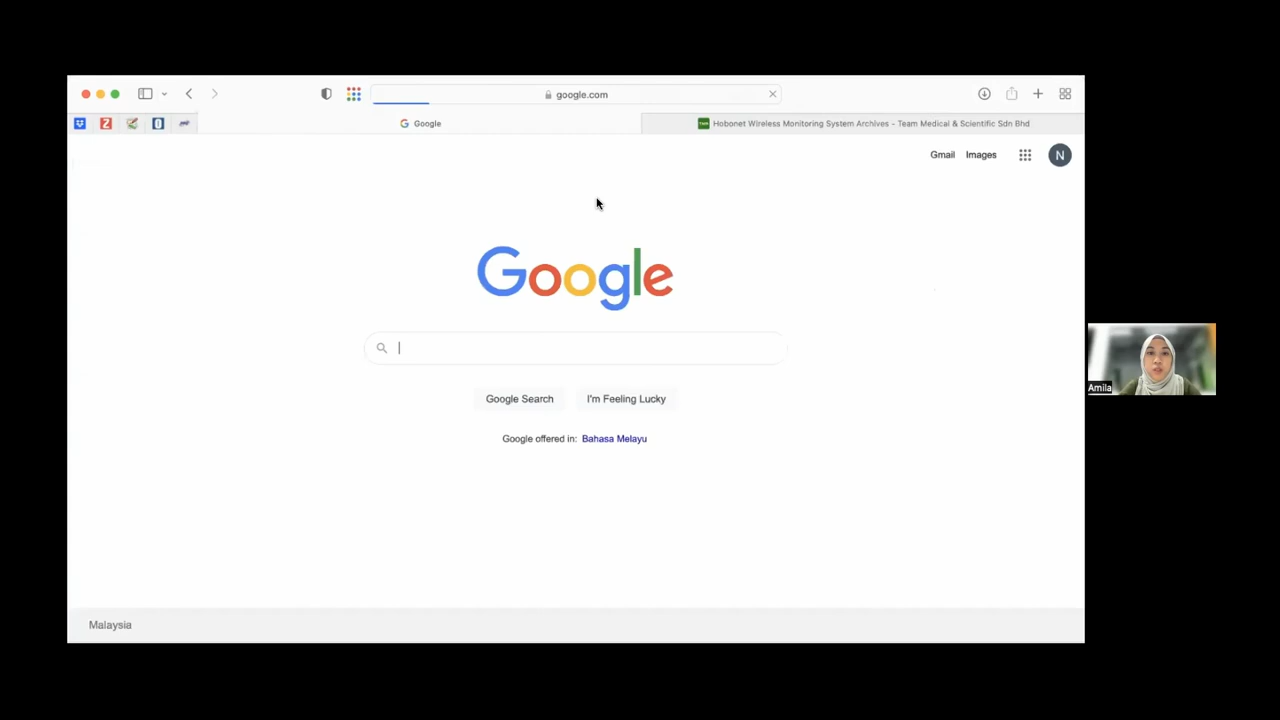 google.com
Google
Hobonet Wireless Monitoring System Archives - Team Medical & Scientific Sdn Bhd
Gmail
Images
N
Google
Google Search
I'm Feeling Lucky
Google offered in: Bahasa Melayu
Amila
Malaysia